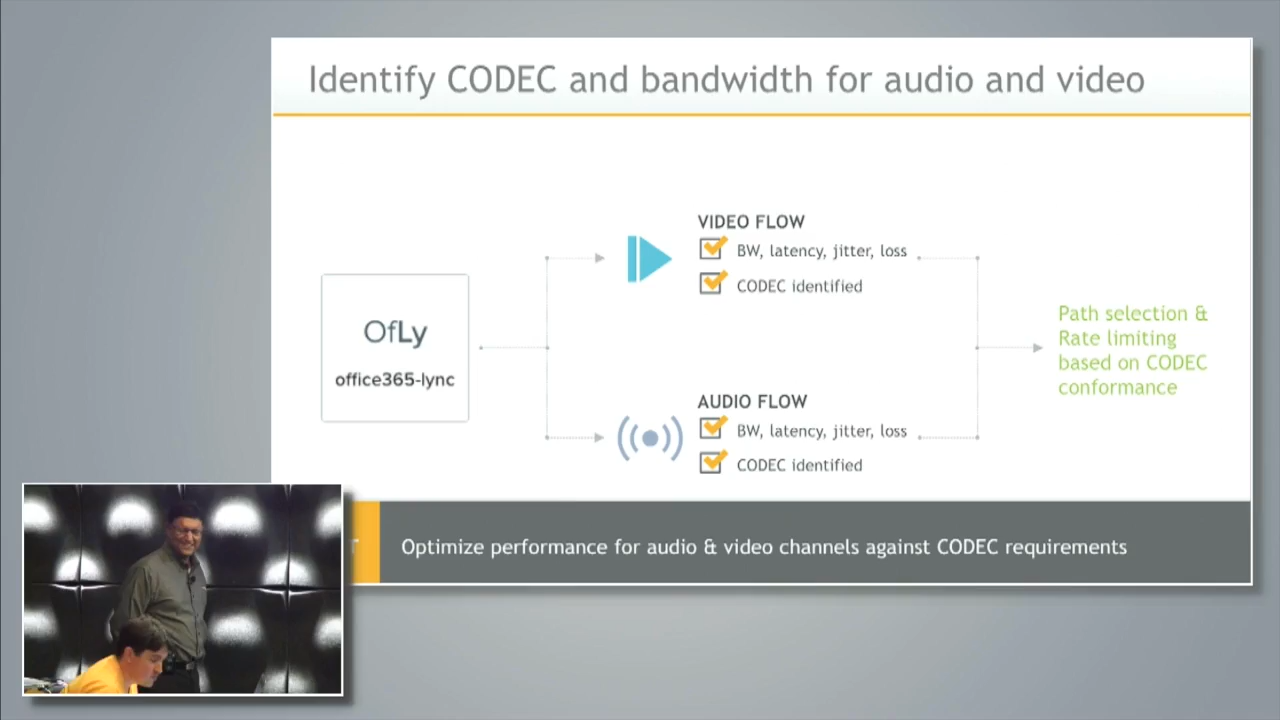 Identify CODEC and bandwidth for audio and video
VIDEO FLOW
BW, latency, jitter, loss
CODEC identified
OfLy
office365-lync
Path selection &
Rate limiting
based on CODEC
conformance
AUDIO FLOW
BW, latency, jitter, loss
CODEC identified
Optimize performance for audio & video channels against CODEC requirements